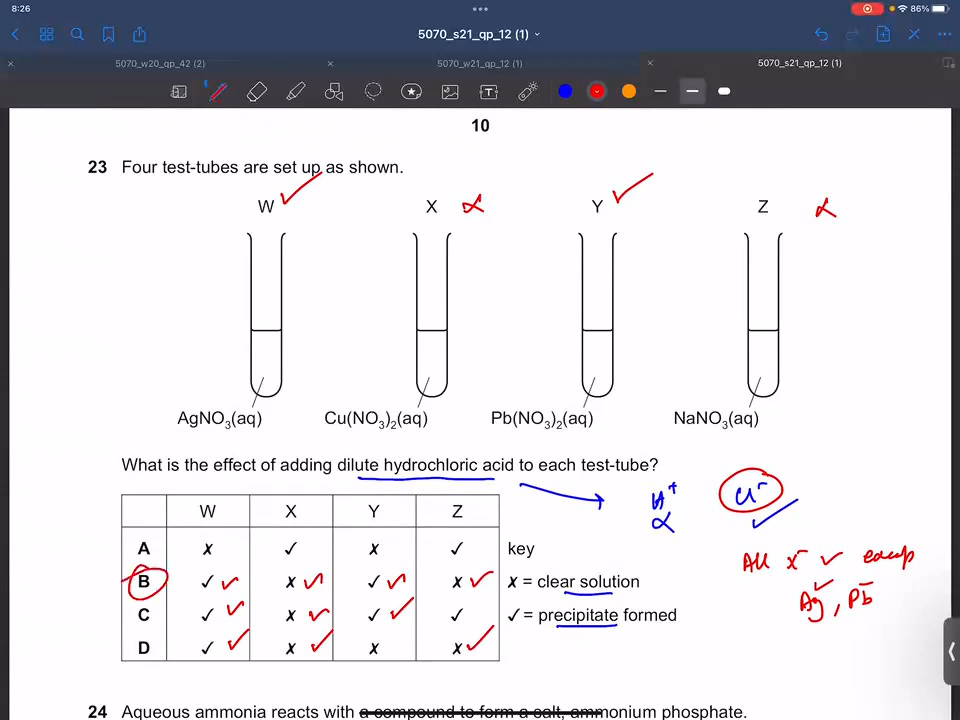 8:26
86%
5070_s21_qp_12 (1)
5070_w20_qp_42 (2)
5070_w21_qp_12 (1)
5070_s21_qp_12 (1)
10
23 Four test-tubes are set up as shown.
W ✓ X ∝ Y ✓ Z ∝
AgNO3(aq) Cu(NO3)2(aq) Pb(NO3)2(aq) NaNO3(aq)
What is the effect of adding dilute hydrochloric acid to each test-tube?
H+ Cl-
∝ ✓
W X Y Z
A ✗ ✓ ✗ ✓ key
B ✓ ✗ ✓ ✗ ✗ = clear solution
C ✓ ✗ ✓ ✓ ✓ = precipitate formed
D ✓ ✗ ✗ ✗
All x- ✓
Ag, Pb
24 Aqueous ammonia reacts with a compound to form a salt, ammonium phosphate.